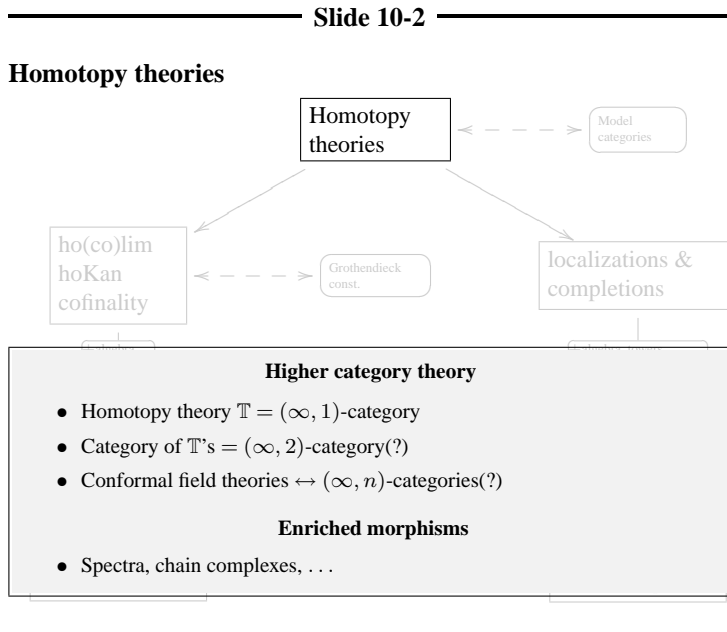 Slide 10-2
Homotopy theories
Homotopy
theories
Model
categories
ho(co)lim
hoKan
cofinality
Grothendieck
const.
localizations &
completions
Higher category theory
• Homotopy theory 𝕋 = (∞, 1)-category
• Category of 𝕋's = (∞, 2)-category(?)
• Conformal field theories ↔ (∞, n)-categories(?)
Enriched morphisms
• Spectra, chain complexes, . . .